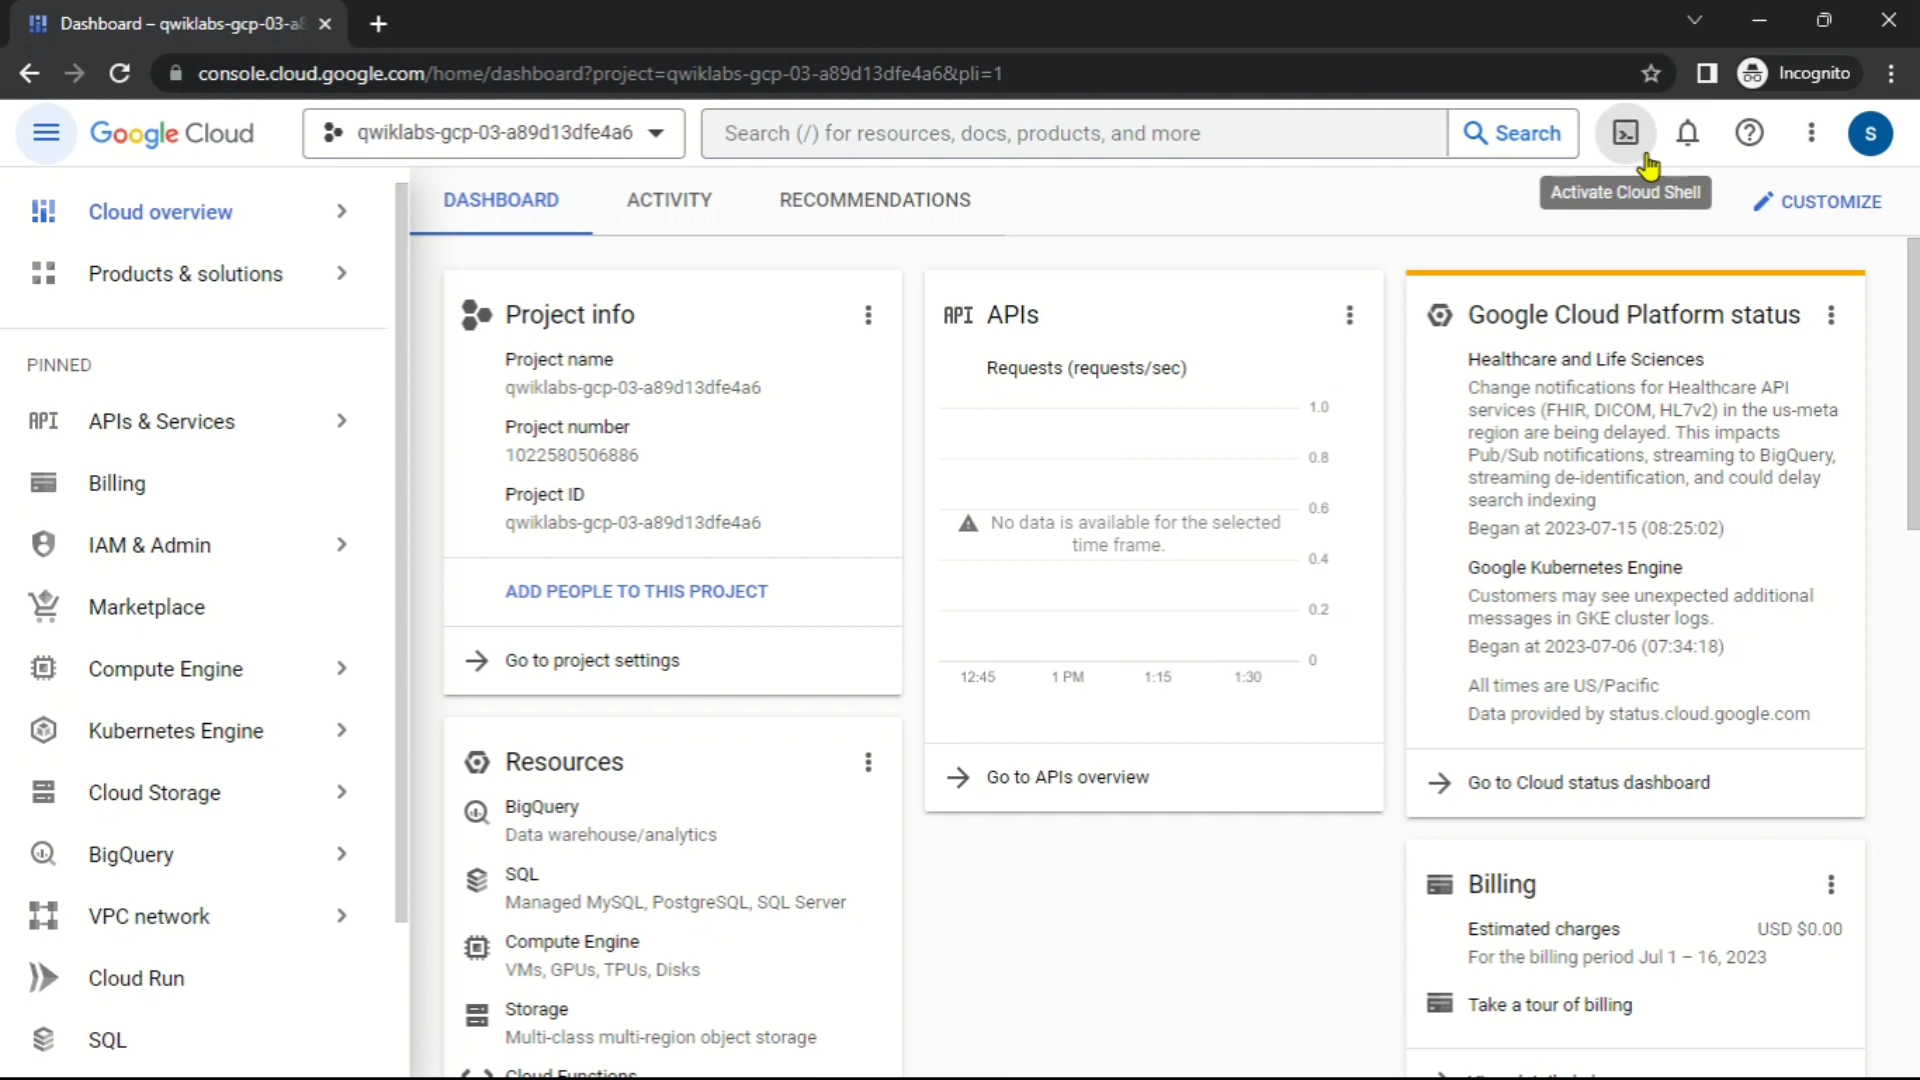 Dashboard – qwiklabs-gcp-03-a8
console.cloud.google.com/home/dashboard?project=qwiklabs-gcp-03-a89d13dfe4a6&pli=1
Incognito
Google Cloud
qwiklabs-gcp-03-a89d13dfe4a6
Search (/) for resources, docs, products, and more
Search
S
Activate Cloud Shell
Cloud overview
Products & solutions
PINNED
API APIs & Services
Billing
IAM & Admin
Marketplace
Compute Engine
Kubernetes Engine
Cloud Storage
BigQuery
VPC network
Cloud Run
SQL
DASHBOARD
ACTIVITY
RECOMMENDATIONS
CUSTOMIZE
Project info
Project name
qwiklabs-gcp-03-a89d13dfe4a6
Project number
1022580506886
Project ID
qwiklabs-gcp-03-a89d13dfe4a6
ADD PEOPLE TO THIS PROJECT
Go to project settings
Resources
BigQuery
Data warehouse/analytics
SQL
Managed MySQL, PostgreSQL, SQL Server
Compute Engine
VMs, GPUs, TPUs, Disks
Storage
Multi-class multi-region object storage
Cloud Functions
API APIs
Requests (requests/sec)
1.0
0.8
0.6
No data is available for the selected
time frame.
0.4
0.2
0
12:45 1 PM 1:15 1:30
Go to APIs overview
Google Cloud Platform status
Healthcare and Life Sciences
Change notifications for Healthcare API
services (FHIR, DICOM, HL7v2) in the us-meta
region are being delayed. This impacts
Pub/Sub notifications, streaming to BigQuery,
streaming de-identification, and could delay
search indexing
Began at 2023-07-15 (08:25:02)
Google Kubernetes Engine
Customers may see unexpected additional
messages in GKE cluster logs.
Began at 2023-07-06 (07:34:18)
All times are US/Pacific
Data provided by status.cloud.google.com
Go to Cloud status dashboard
Billing
Estimated charges USD $0.00
For the billing period Jul 1 – 16, 2023
Take a tour of billing